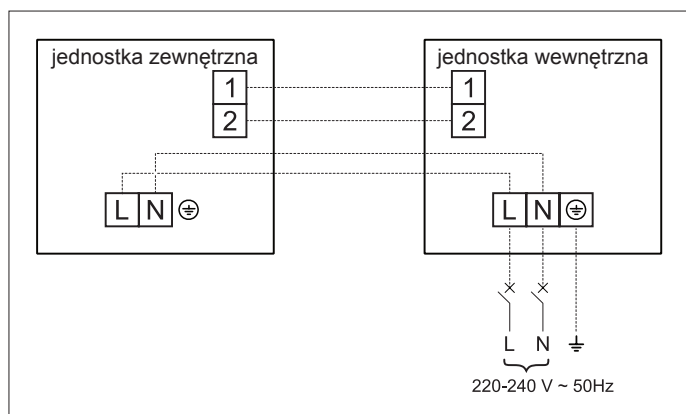 jednostka zewnętrzna
1
2
L N
jednostka wewnętrzna
1
2
L N
L N
220-240 V ~ 50Hz